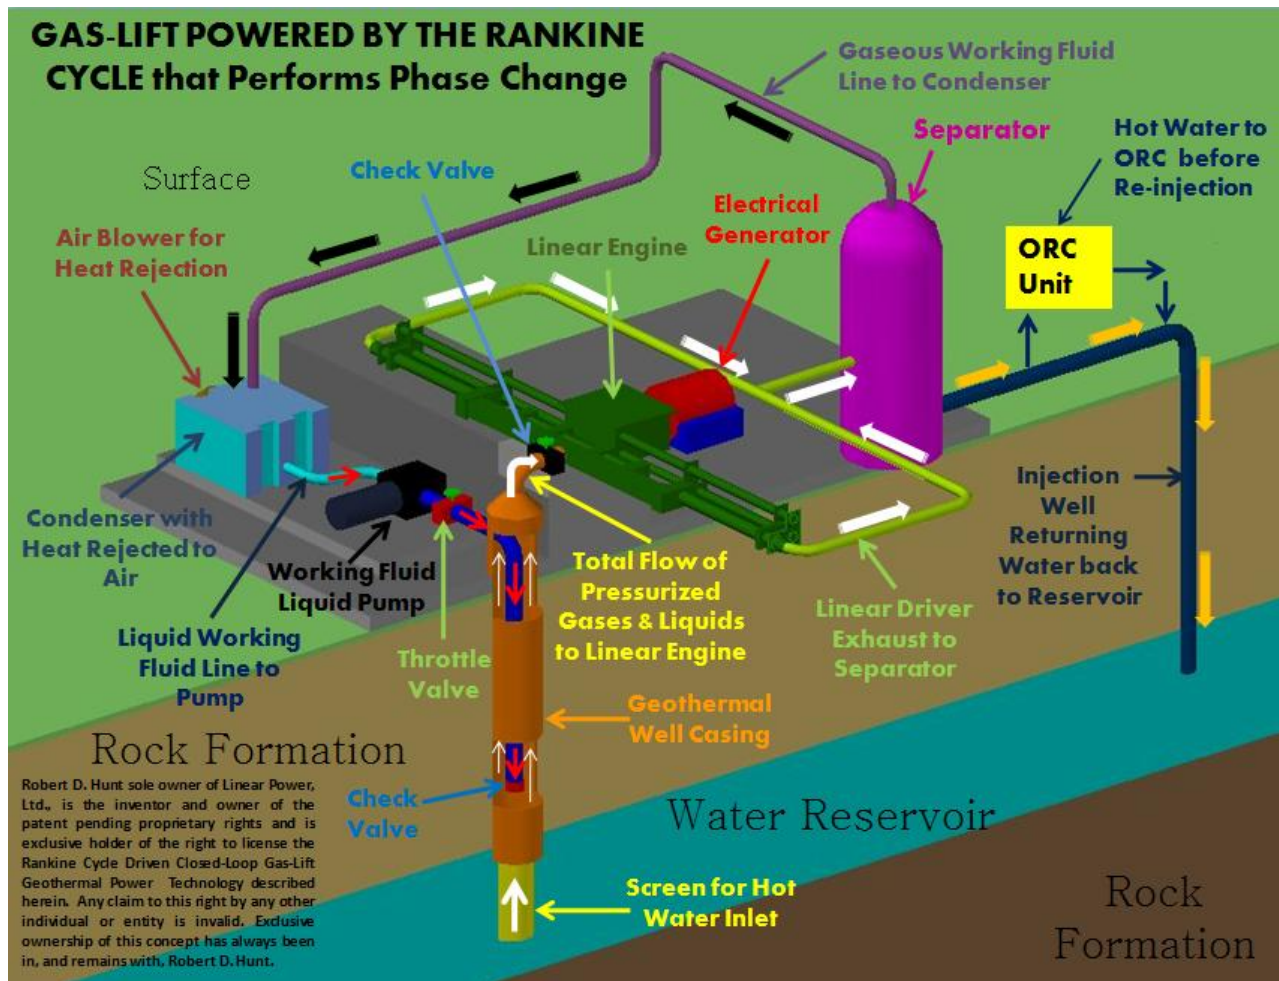 GAS-LIFT POWERED BY THE RANKINE
CYCLE that Performs Phase Change
Gaseous Working Fluid
Line to Condenser
Separator
Hot Water to
ORC before
Re-injection
Surface
Check Valve
Electrical
Generator
Air Blower for
Heat Rejection
Linear Engine
ORC
Unit
Injection
Well
Returning
Water back
to Reservoir
Condenser with
Heat Rejected to
Air
Working Fluid
Liquid Pump
Total Flow of
Pressurized
Gases & Liquids
to Linear Engine
Linear Driver
Exhaust to
Separator
Liquid Working
Fluid Line to
Pump
Throttle
Valve
Geothermal
Well Casing
Rock Formation
Robert D. Hunt sole owner of Linear Power,
Ltd., is the inventor and owner of the
patent pending proprietary rights and is
exclusive holder of the right to license the
Rankine Cycle Driven Closed-Loop Gas-Lift
Geothermal Power Technology described
herein. Any claim to this right by any other
individual or entity is invalid. Exclusive
ownership of this concept has always been
in, and remains with, Robert D. Hunt.
Check
Valve
Water Reservoir
Screen for Hot
Water Inlet
Rock
Formation